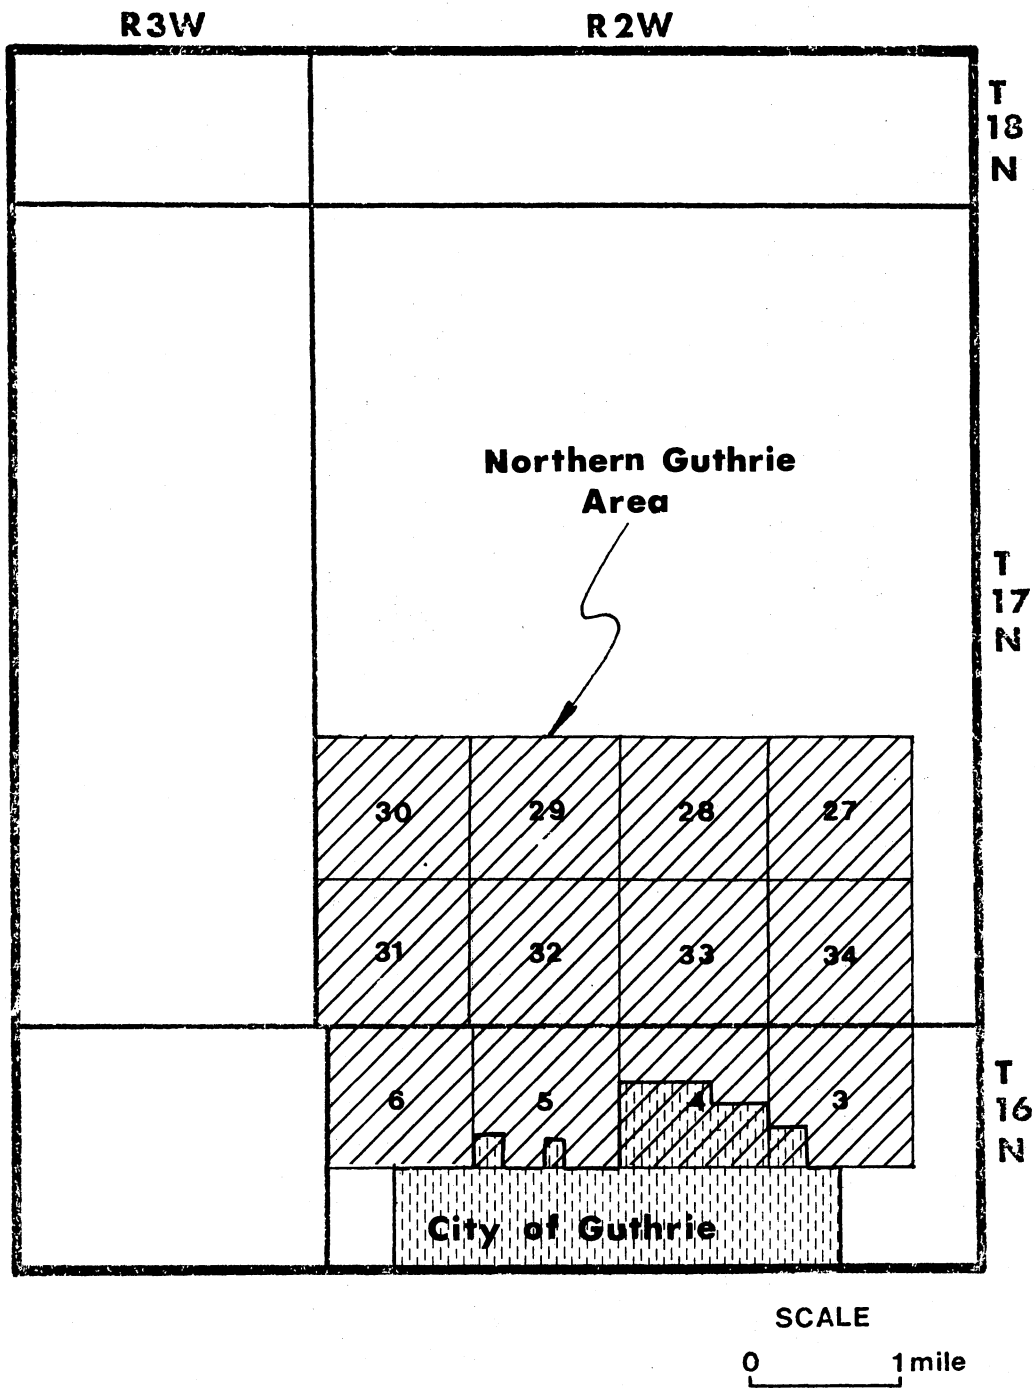 R3W R2W
T
18
N
Northern Guthrie
Area
T
17
N
30 29 28 27
31 32 33 34
T
16
N
6 5 4 3
City of Guthrie
SCALE
0 1 mile